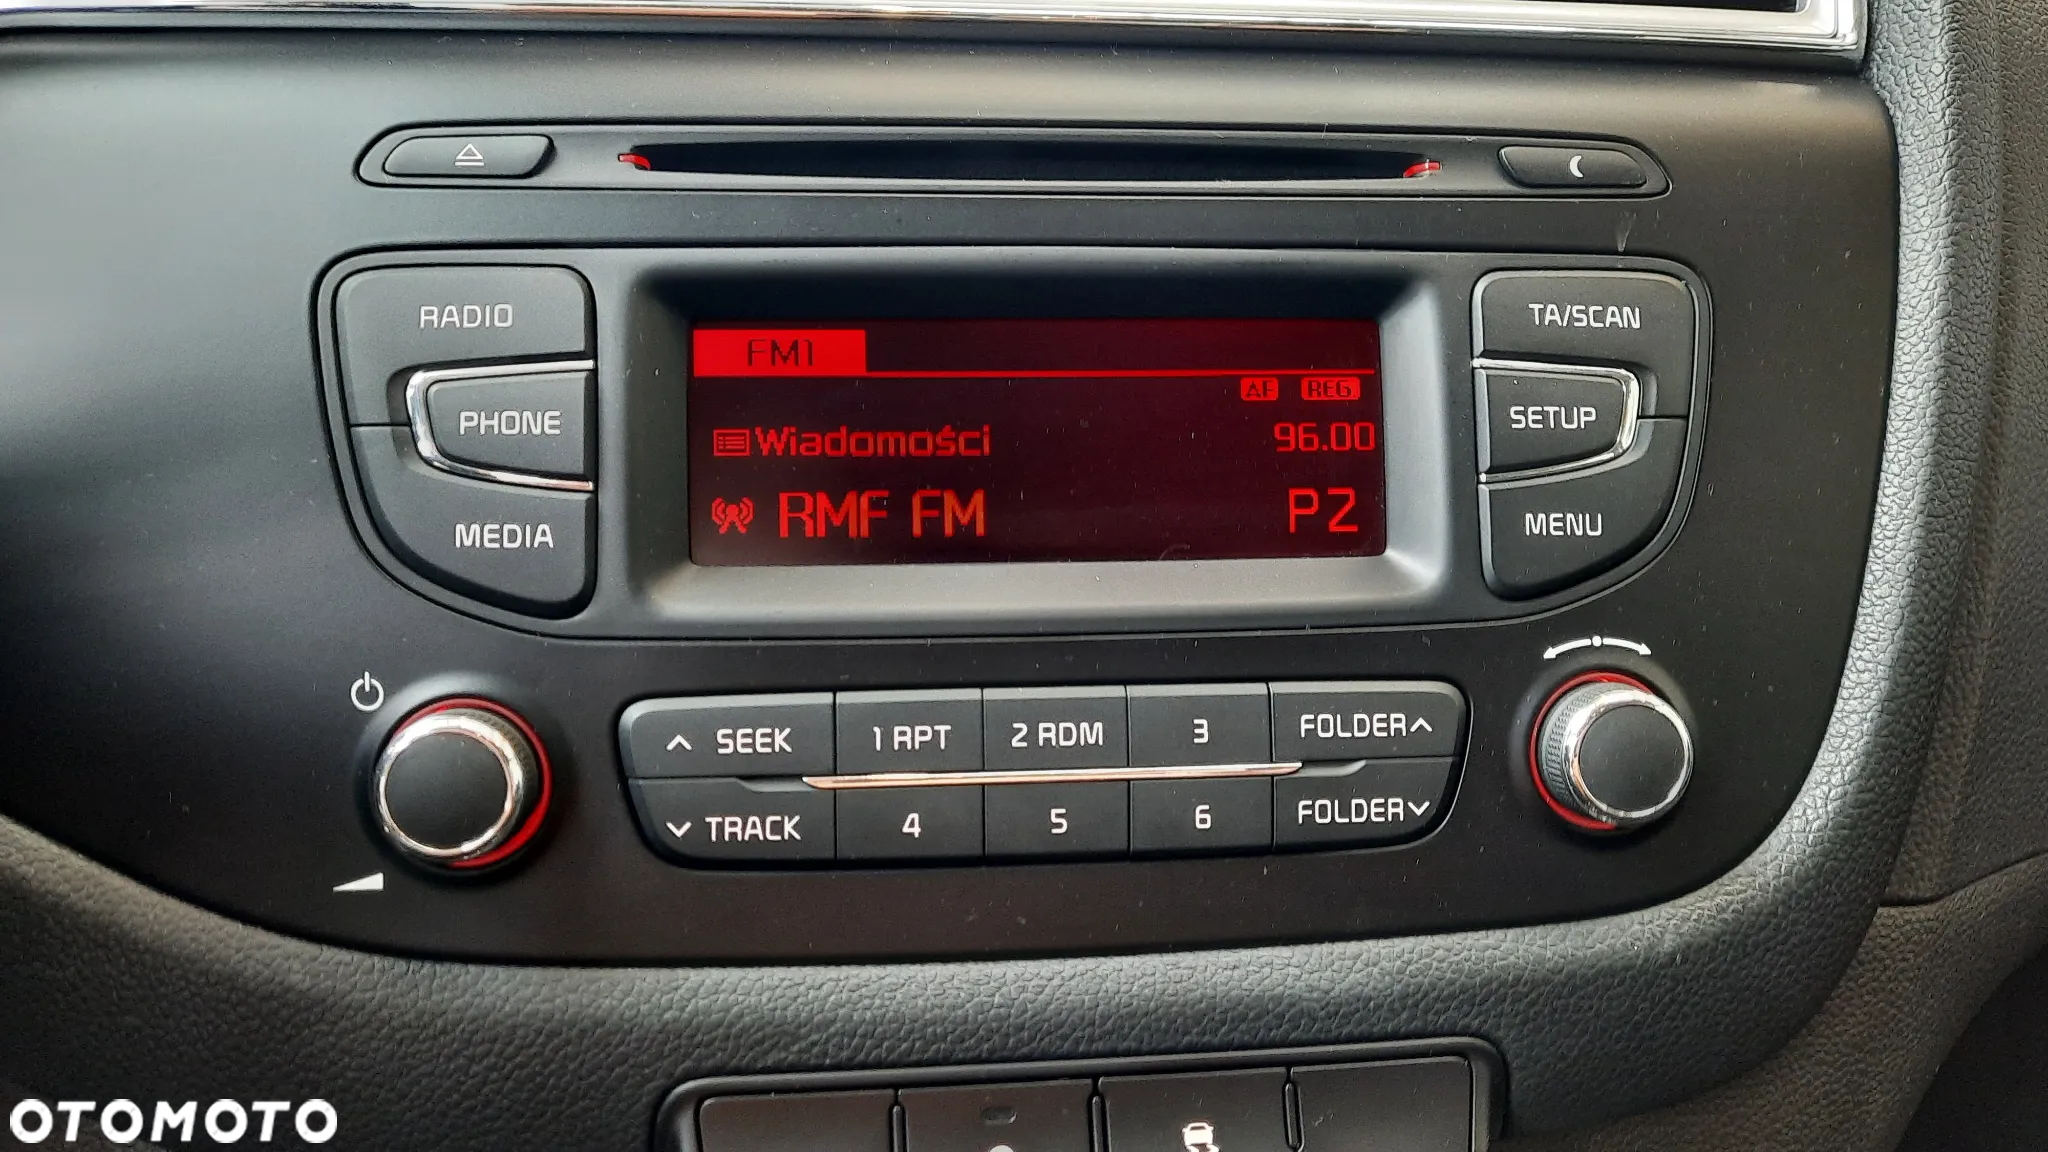 RADIO
TA/SCAN
FM1
AF REG
PHONE
SETUP
Wiadomości 96.00
MEDIA
RMF FM P2
MENU
SEEK
1 RPT
2 RDM
3
FOLDER
TRACK
4
5
6
FOLDER
OTOMOTO